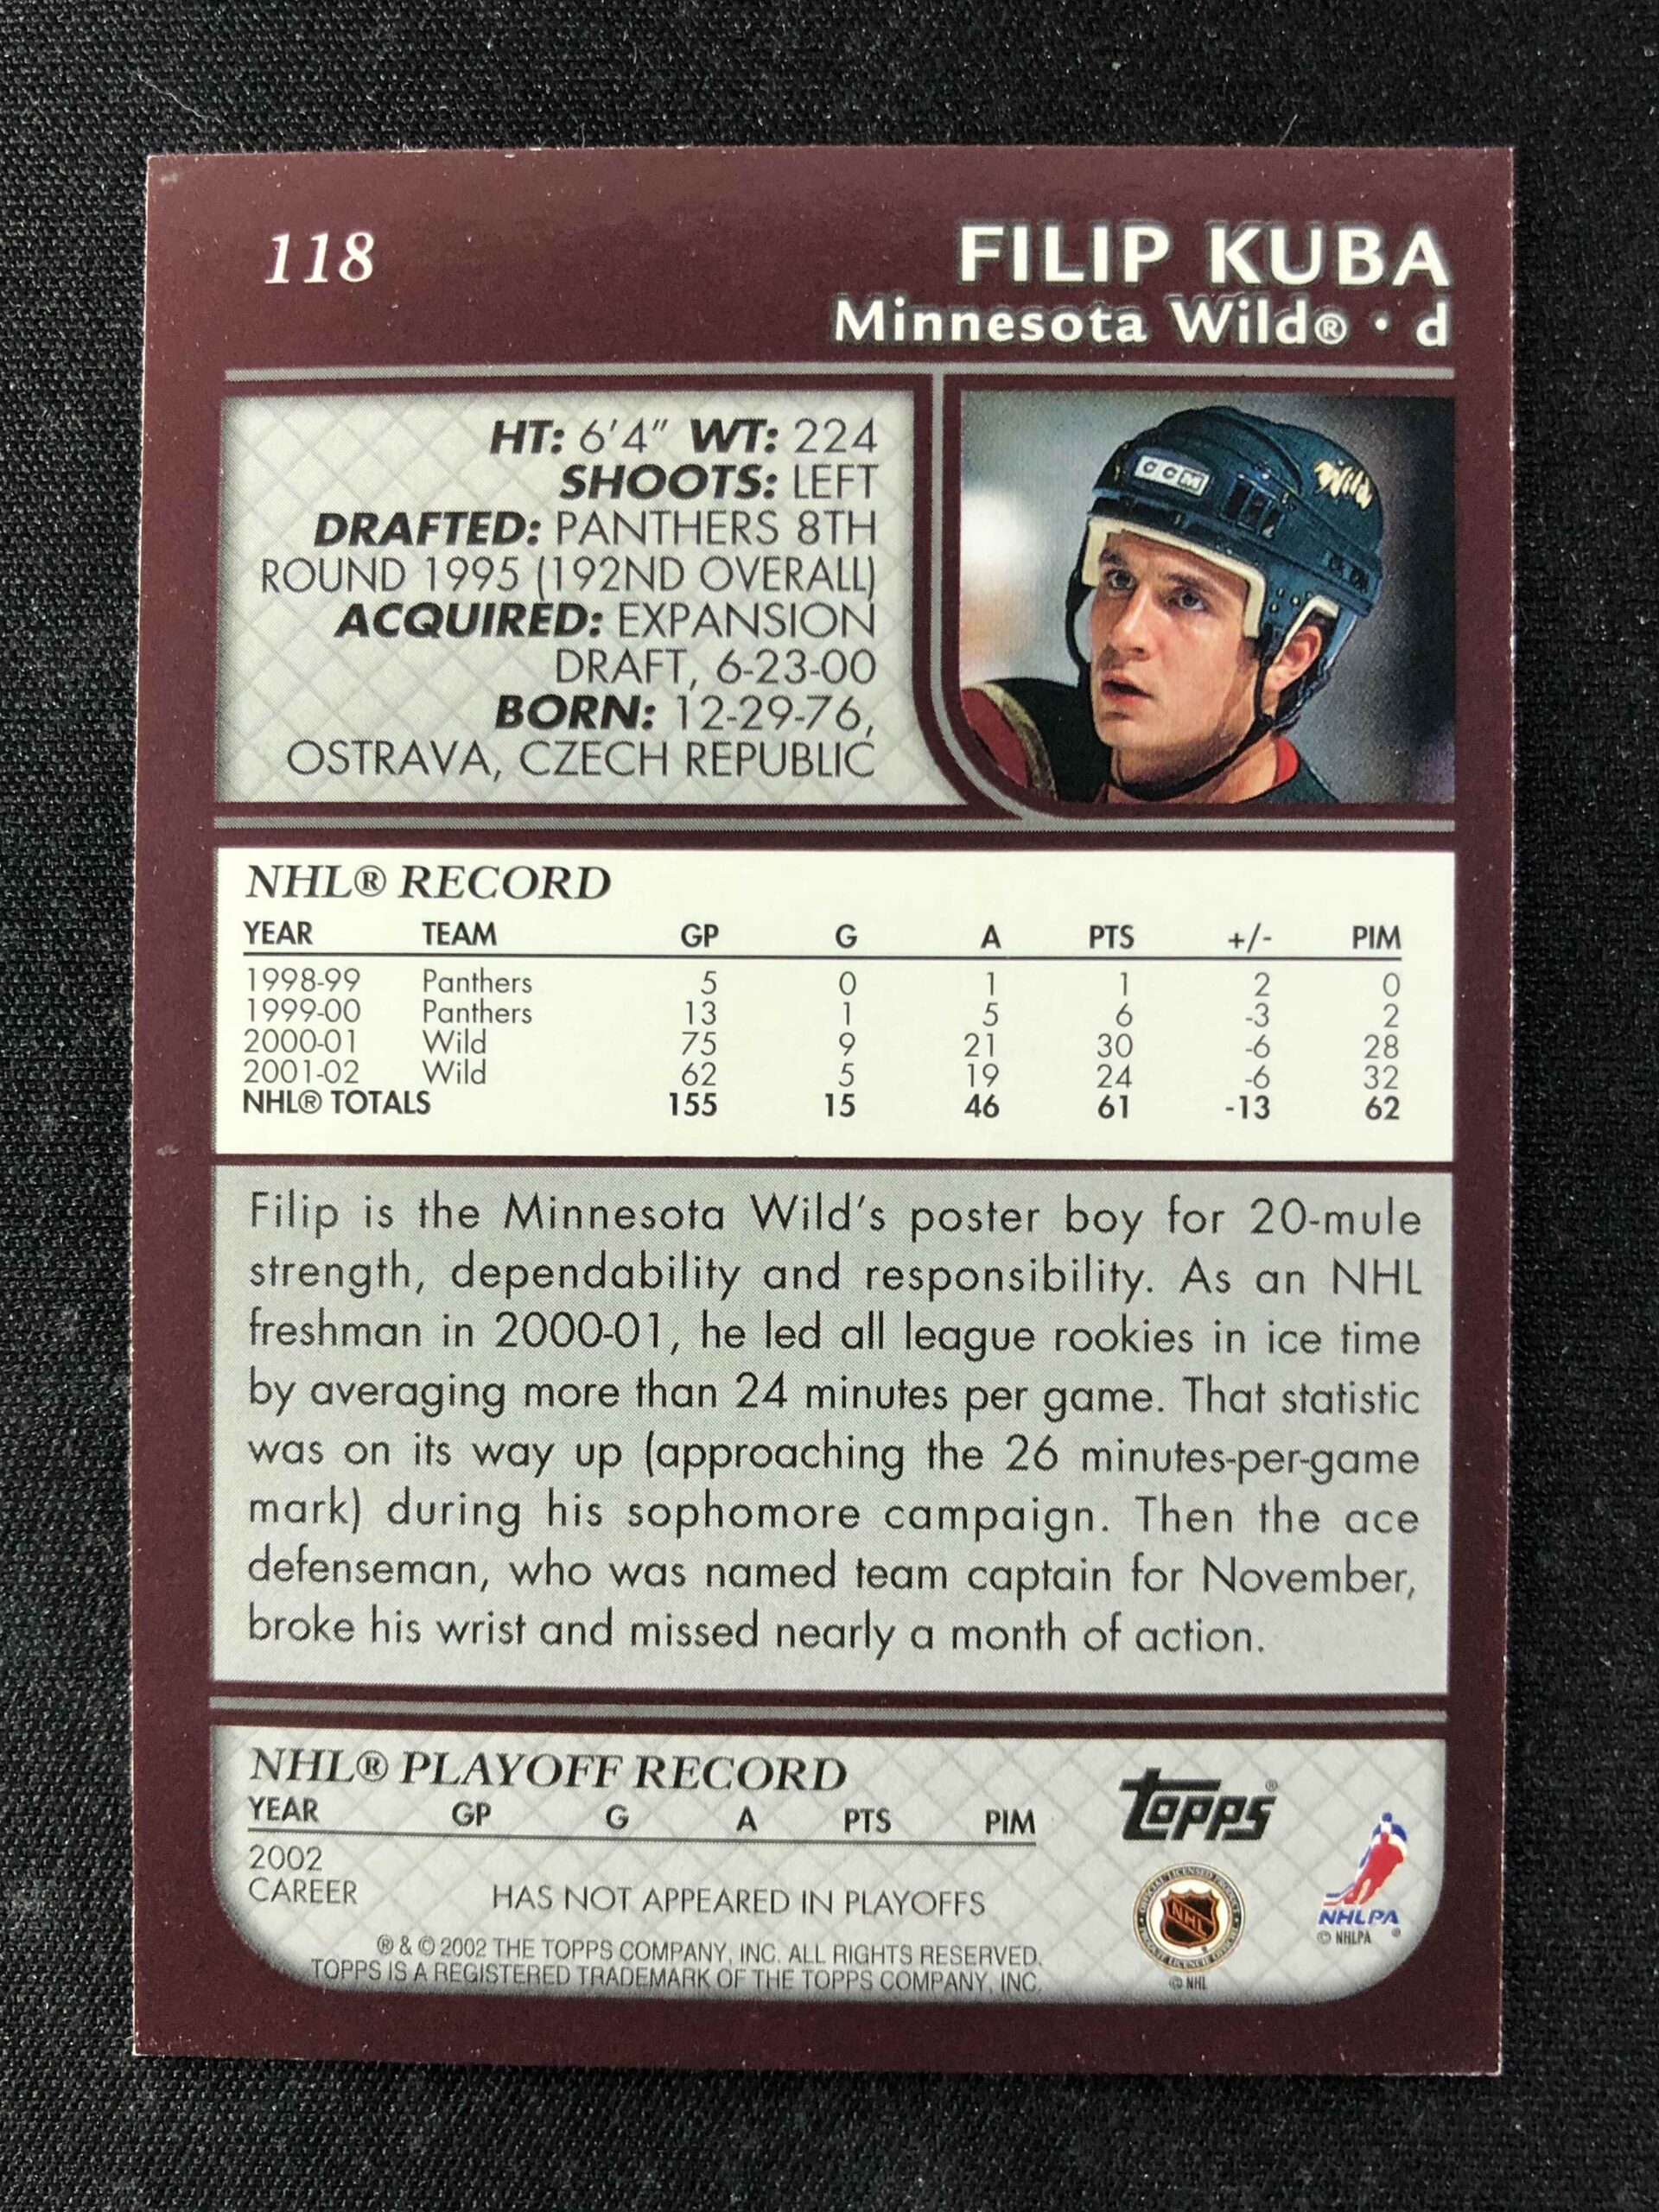 118
FILIP KUBA
Minnesota Wild® • d
HT: 6'4" WT: 224
SHOOTS: LEFT
DRAFTED: PANTHERS 8TH
ROUND 1995 (192ND OVERALL)
ACQUIRED: EXPANSION
DRAFT, 6-23-00
BORN: 12-29-76,
OSTRAVA, CZECH REPUBLIC
CCM
Wild
NHL® RECORD
YEAR TEAM GP G A PTS +/- PIM
1998-99 Panthers 5 0 1 1 2 0
1999-00 Panthers 13 1 5 6 -3 2
2000-01 Wild 75 9 21 30 -6 28
2001-02 Wild 62 5 19 24 -6 32
NHL® TOTALS 155 15 46 61 -13 62
Filip is the Minnesota Wild's poster boy for 20-mule
strength, dependability and responsibility. As an NHL
freshman in 2000-01, he led all league rookies in ice time
by averaging more than 24 minutes per game. That statistic
was on its way up (approaching the 26 minutes-per-game
mark) during his sophomore campaign. Then the ace
defenseman, who was named team captain for November,
broke his wrist and missed nearly a month of action.
NHL® PLAYOFF RECORD
YEAR GP G A PTS PIM
2002
CAREER HAS NOT APPEARED IN PLAYOFFS
® & © 2002 THE TOPPS COMPANY, INC. ALL RIGHTS RESERVED.
TOPPS IS A REGISTERED TRADEMARK OF THE TOPPS COMPANY, INC.
Topps®
NHL
© NHL
NHLPA
© NHLPA ®